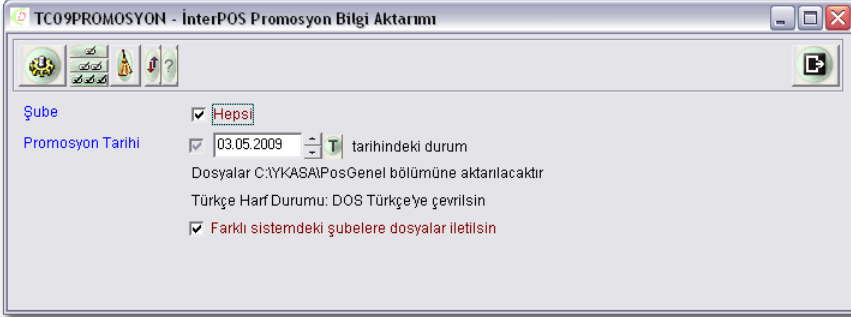 TC09PROMOSYON - İnterPOS Promosyon Bilgi Aktarımı
?
Şube Hepsi
Promosyon Tarihi 03.05.2009 T tarihindeki durum
Dosyalar C:\YKASA\PosGenel bölümüne aktarılacaktır
Türkçe Harf Durumu: DOS Türkçe'ye çevrilsin
Farklı sistemdeki şubelere dosyalar iletilsin